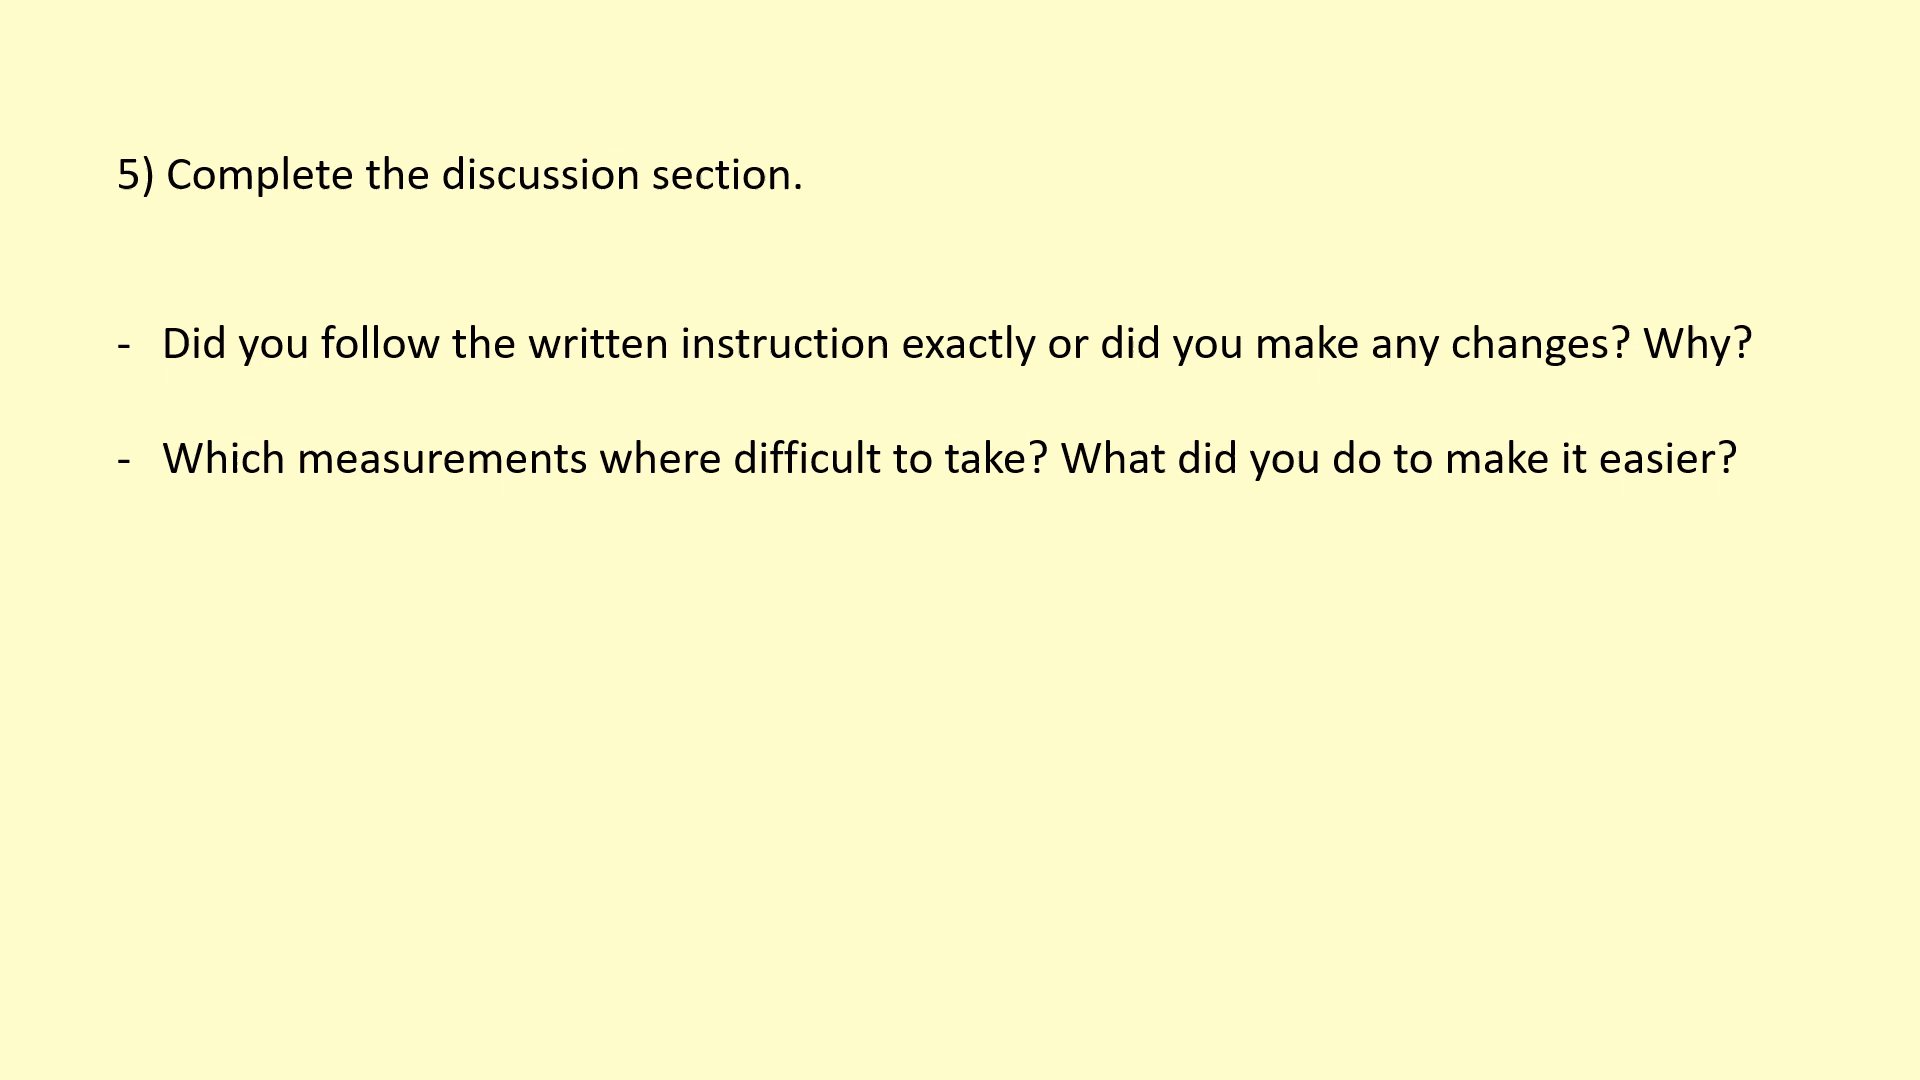 5) Complete the discussion section.
- Did you follow the written instruction exactly or did you make any changes? Why?
- Which measurements where difficult to take? What did you do to make it easier?